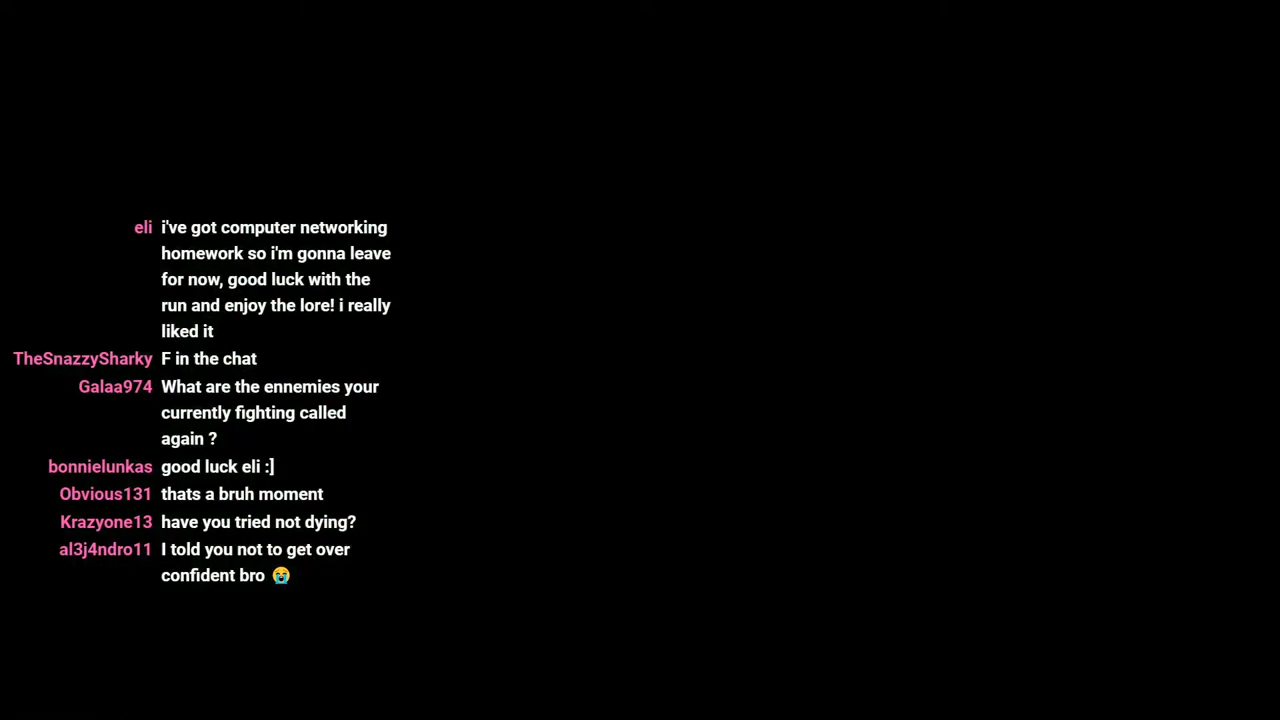 eli i've got computer networking
homework so i'm gonna leave
for now, good luck with the
run and enjoy the lore! i really
liked it
TheSnazzySharky F in the chat
Galaa974 What are the ennemies your
currently fighting called
again ?
bonnielunkas good luck eli :]
Obvious131 thats a bruh moment
Krazyone13 have you tried not dying?
al3j4ndro11 I told you not to get over
confident bro 😭